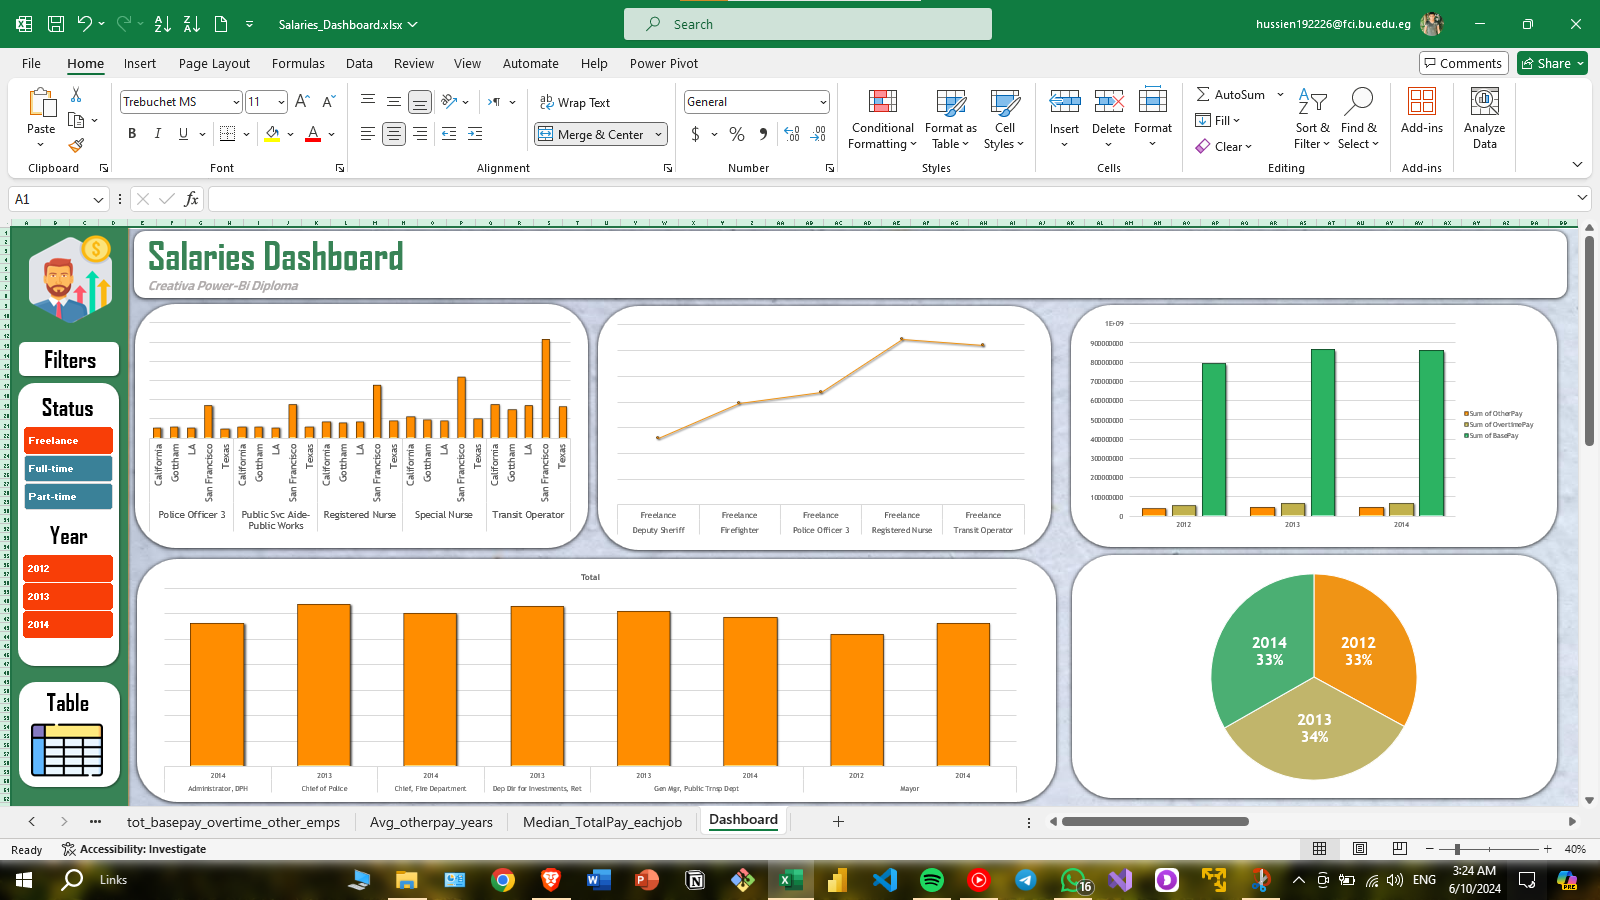 Salaries_Dashboard.xlsx
Search
hussien192226@fci.bu.edu.eg
File Home Insert Page Layout Formulas Data Review View Automate Help Power Pivot
Comments Share
Paste
Clipboard
Trebuchet MS 11
B I U
Font
Wrap Text
Merge & Center
Alignment
General
$ %
Number
Conditional Formatting
Format as Table
Cell Styles
Styles
Insert Delete Format
Cells
AutoSum
Fill
Clear
Sort & Filter
Find & Select
Editing
Add-ins
Add-ins
Analyze Data
A1
fx
Salaries Dashboard
Creativa Power-Bi Diploma
Filters
Status
Freelance
Full-time
Part-time
Year
2012
2013
2014
Table
California Gottham LA San Francisco Texas California Gottham LA San Francisco Texas California Gottham LA San Francisco Texas California Gottham LA San Francisco Texas California Gottham LA San Francisco Texas
Police Officer 3 Public Svc Aide-Public Works Registered Nurse Special Nurse Transit Operator
Freelance Freelance Freelance Freelance Freelance
Deputy Sheriff Firefighter Police Officer 3 Registered Nurse Transit Operator
1E+09
900000000
800000000
700000000
600000000
500000000
400000000
300000000
200000000
100000000
0
2012 2013 2014
Sum of OtherPay
Sum of OvertimePay
Sum of BasePay
Total
2014 2013 2014 2013 2013 2014 2012 2014
Administrator, DPH Chief of Police Chief, Fire Department Dep Dir for Investments, Ret Gen Mgr, Public Trnsp Dept Mayor
2014
33%
2012
33%
2013
34%
tot_basepay_overtime_other_emps Avg_otherpay_years Median_TotalPay_eachjob Dashboard
Ready Accessibility: Investigate
40%
Links
16
ENG
3:24 AM
6/10/2024
PRE